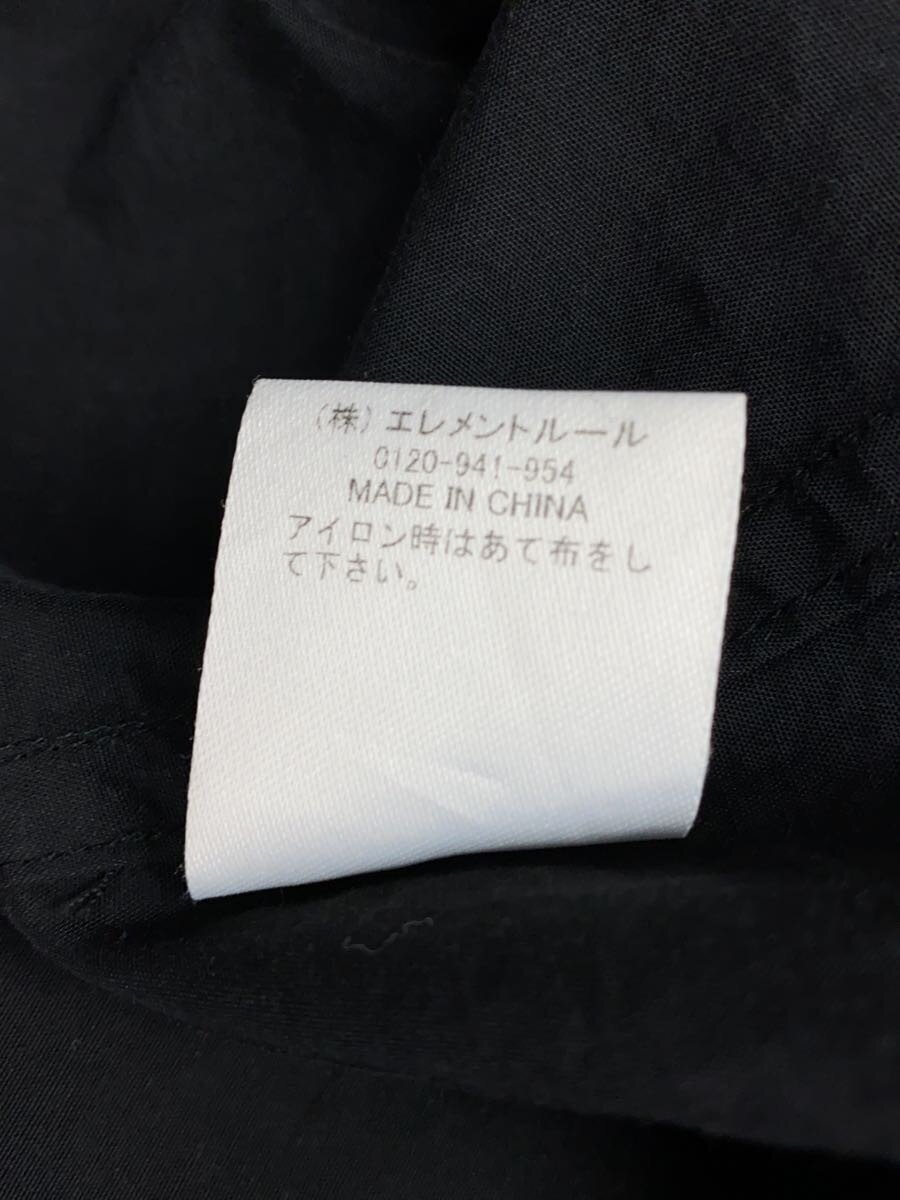 (株)エレメントルール
0120-941-954
MADE IN CHINA
アイロン時はあて布をし
て下さい。